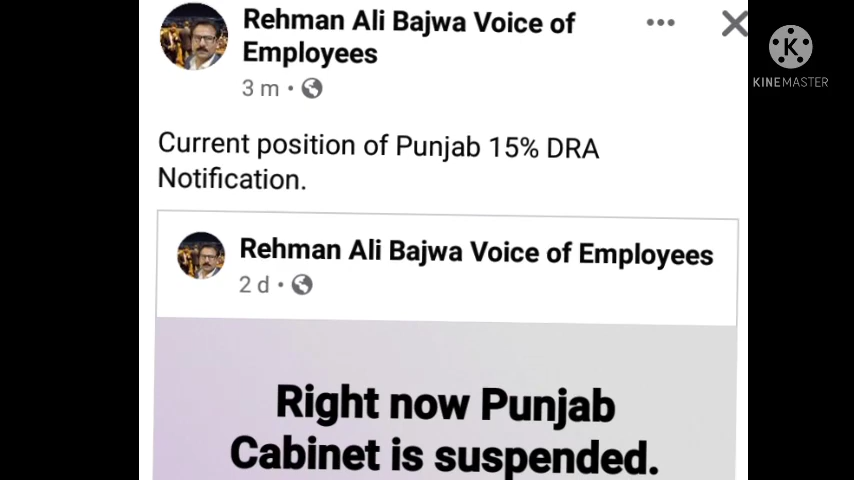 Rehman Ali Bajwa Voice of
Employees
3 m •
Current position of Punjab 15% DRA
Notification.
Rehman Ali Bajwa Voice of Employees
2 d •
Right now Punjab
Cabinet is suspended.
K
KINEMASTER